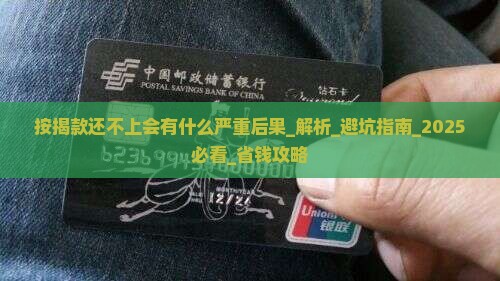 中国邮政储蓄银行
POSTAL SAVINGS BANK OF CHINA
钻石卡
按揭款还不上会有什么严重后果_解析_避坑指南_2025
必看_省钱攻略
12/24
UnionPay
银联